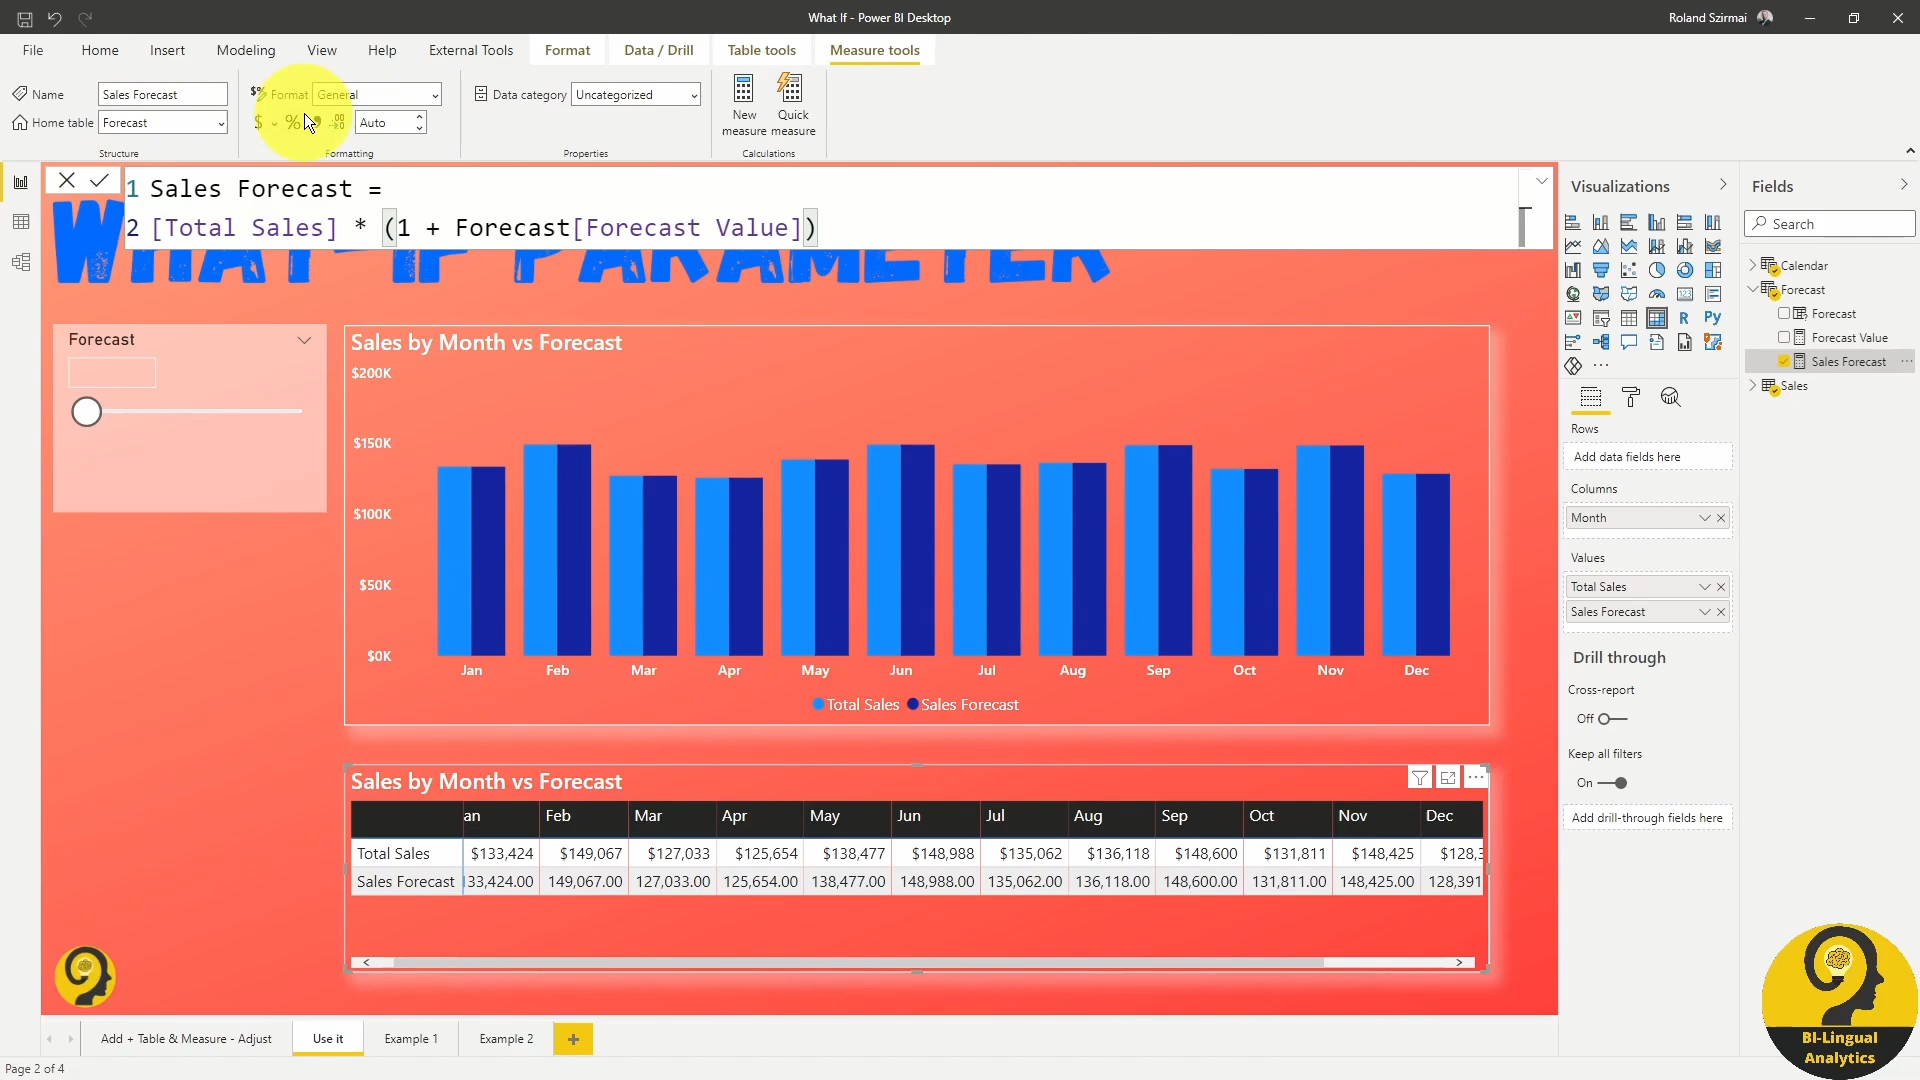 What If - Power BI Desktop
Roland Szirmai
File Home Insert Modeling View Help External Tools Format Data / Drill Table tools Measure tools
Name Sales Forecast
Home table Forecast
Structure
Format General
$ % Auto
Formatting
Data category Uncategorized
Properties
New measure
Quick measure
Calculations
1 Sales Forecast =
2 [Total Sales] * (1 + Forecast[Forecast Value])
WHAT-IF PARAMETER
Forecast
Sales by Month vs Forecast
$200K
$150K
$100K
$50K
$0K
Jan Feb Mar Apr May Jun Jul Aug Sep Oct Nov Dec
Total Sales Sales Forecast
Sales by Month vs Forecast
an Feb Mar Apr May Jun Jul Aug Sep Oct Nov Dec
Total Sales $133,424 $149,067 $127,033 $125,654 $138,477 $148,988 $135,062 $136,118 $148,600 $131,811 $148,425 $128,3
Sales Forecast 33,424.00 149,067.00 127,033.00 125,654.00 138,477.00 148,988.00 135,062.00 136,118.00 148,600.00 131,811.00 148,425.00 128,391
Visualizations
R Py
Rows
Add data fields here
Columns
Month
Values
Total Sales
Sales Forecast
Drill through
Cross-report
Off
Keep all filters
On
Add drill-through fields here
Fields
Search
Calendar
Forecast
Forecast
Forecast Value
Sales Forecast
Sales
Add + Table & Measure - Adjust Use it Example 1 Example 2 +
Page 2 of 4
BI-Lingual
Analytics